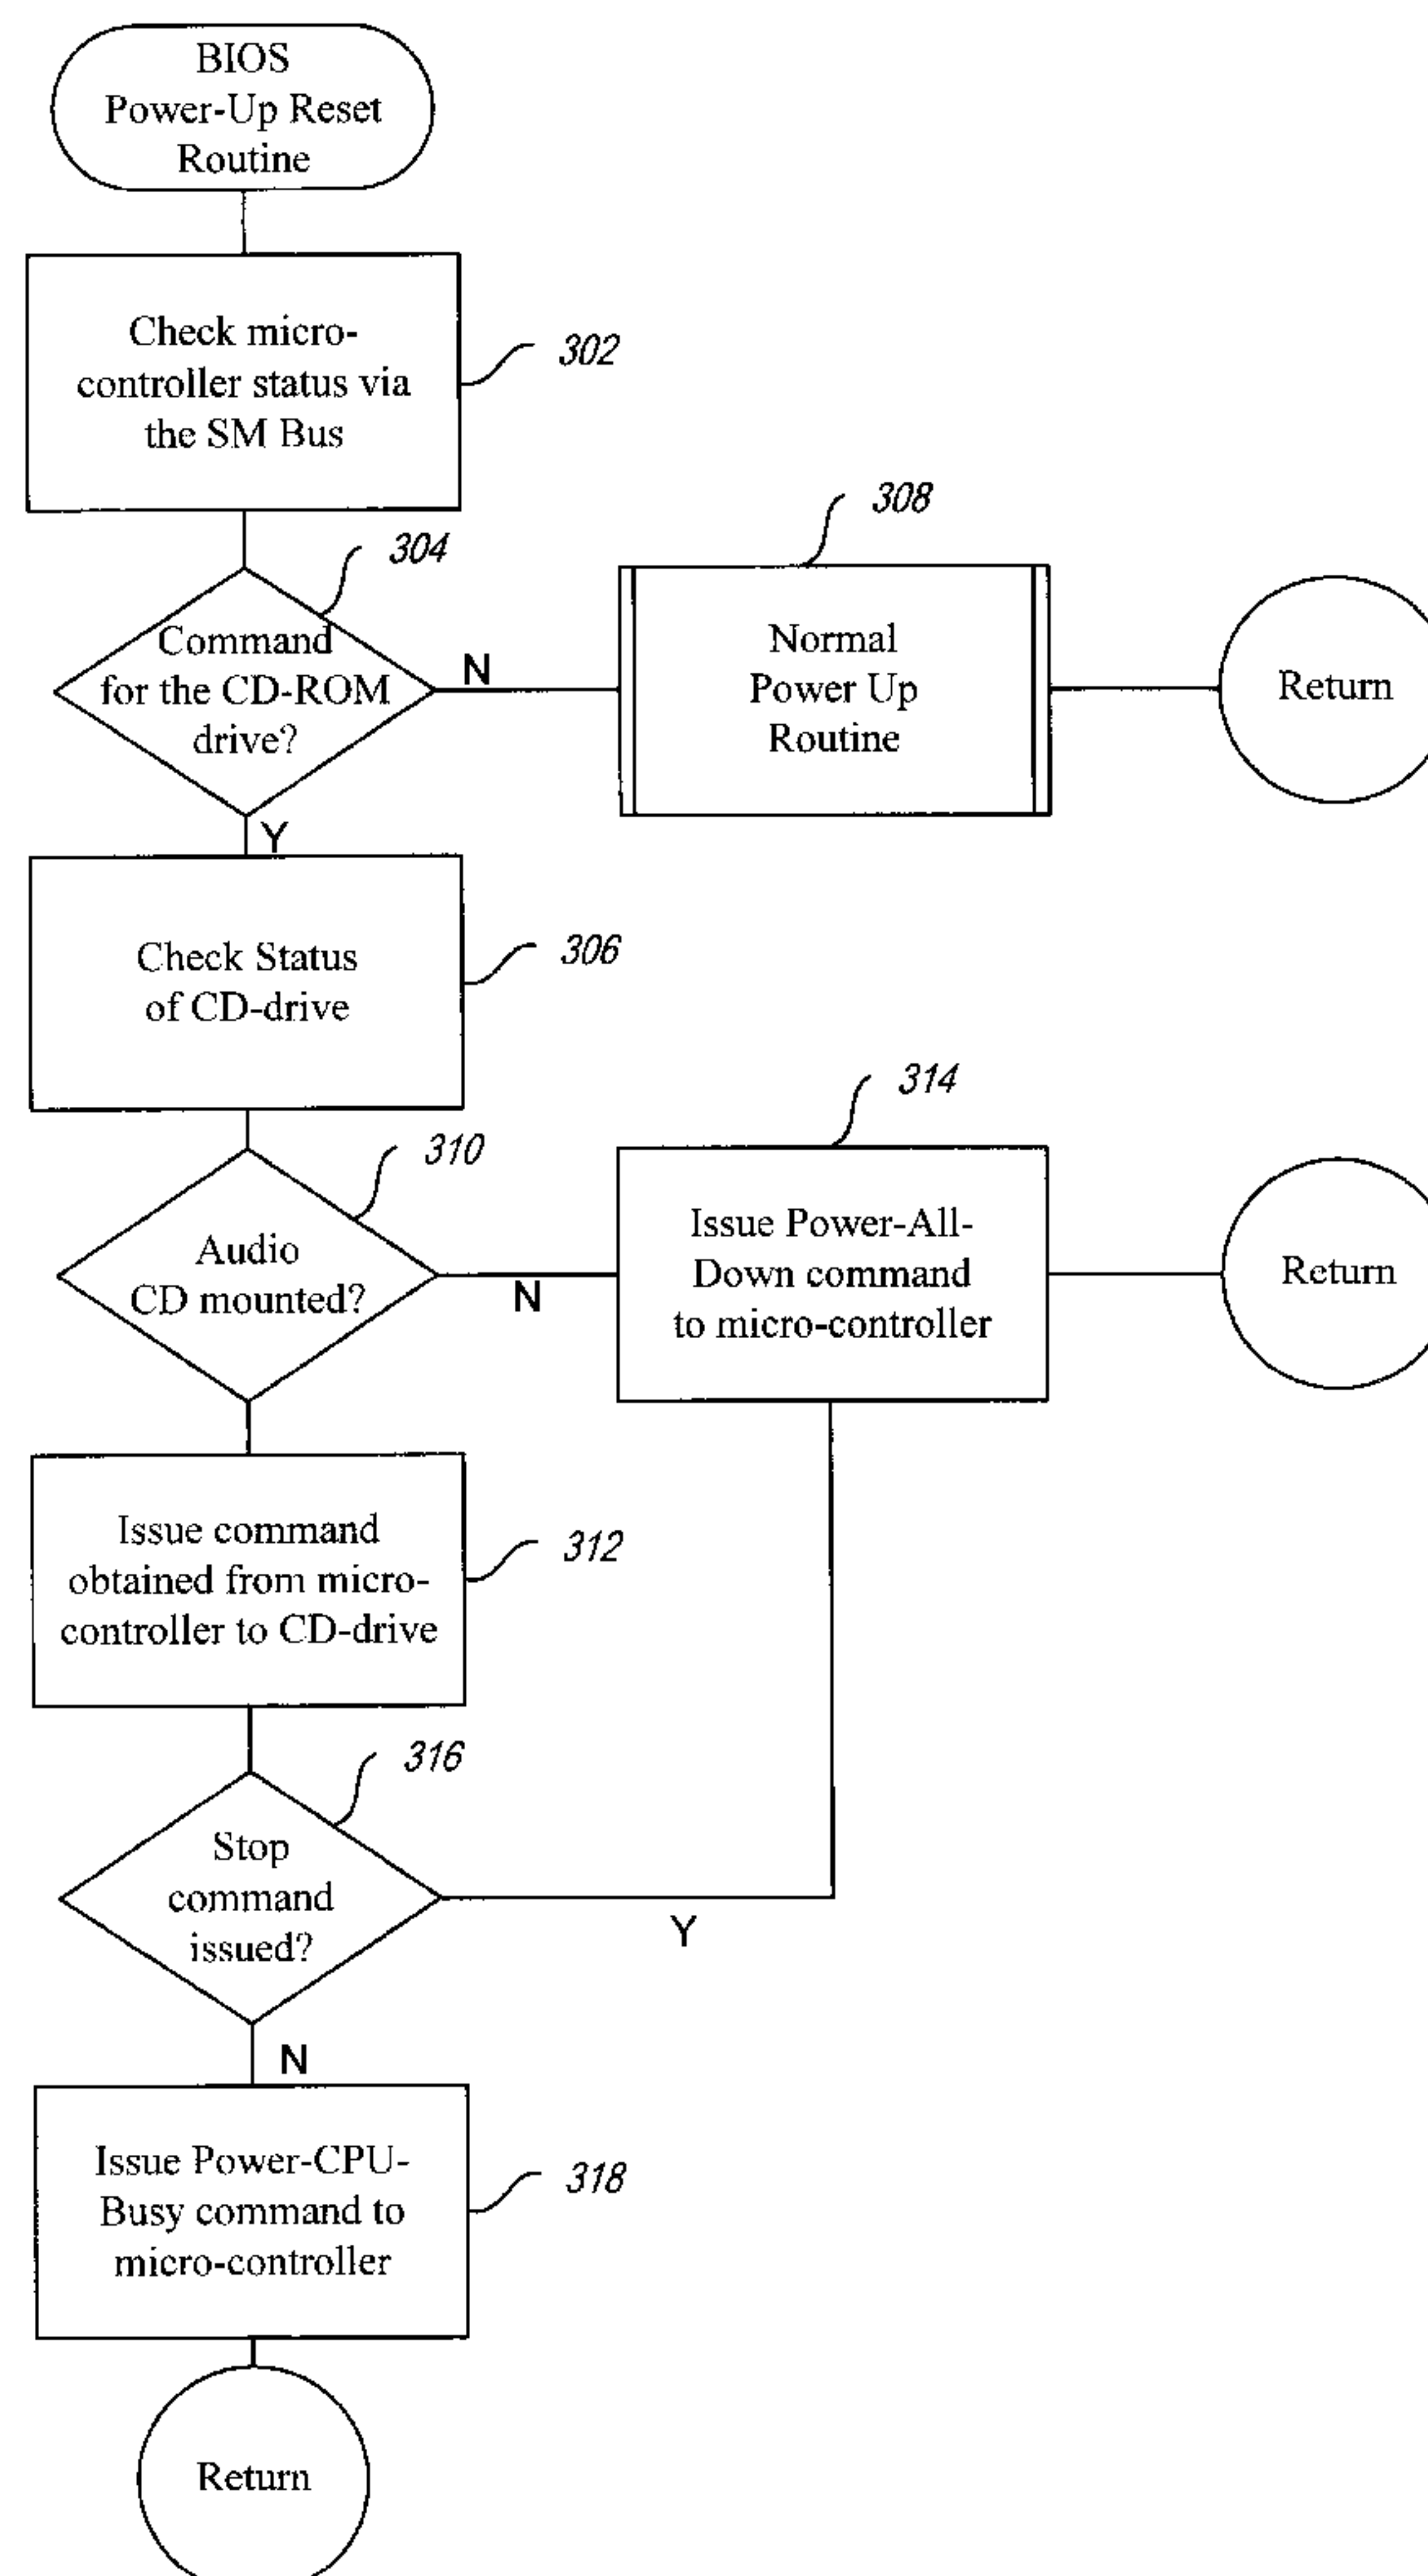 BIOS
Power-Up Reset
Routine
Check micro-
controller status via
the SM Bus
302
304
Command
for the CD-ROM
drive?
N
308
Normal
Power Up
Routine
Return
Y
Check Status
of CD-drive
306
310
Audio
CD mounted?
N
314
Issue Power-All-
Down command
to micro-controller
Return
Issue command
obtained from micro-
controller to CD-drive
312
316
Stop
command
issued?
Y
N
Issue Power-CPU-
Busy command to
micro-controller
318
Return